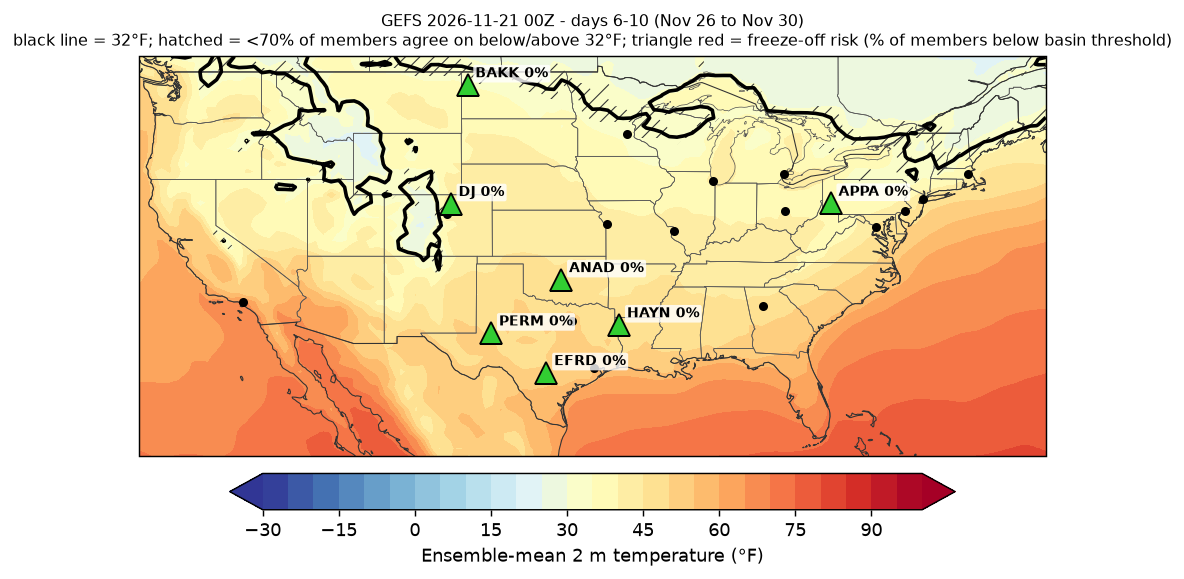 GEFS 2026-11-21 00Z - days 6-10 (Nov 26 to Nov 30)
black line = 32°F; hatched = <70% of members agree on below/above 32°F; triangle red = freeze-off risk (% of members below basin threshold)
BAKK 0%
DJ 0%
APPA 0%
ANAD 0%
HAYN 0%
PERM 0%
EFRD 0%
−30 −15 0 15 30 45 60 75 90
Ensemble-mean 2 m temperature (°F)